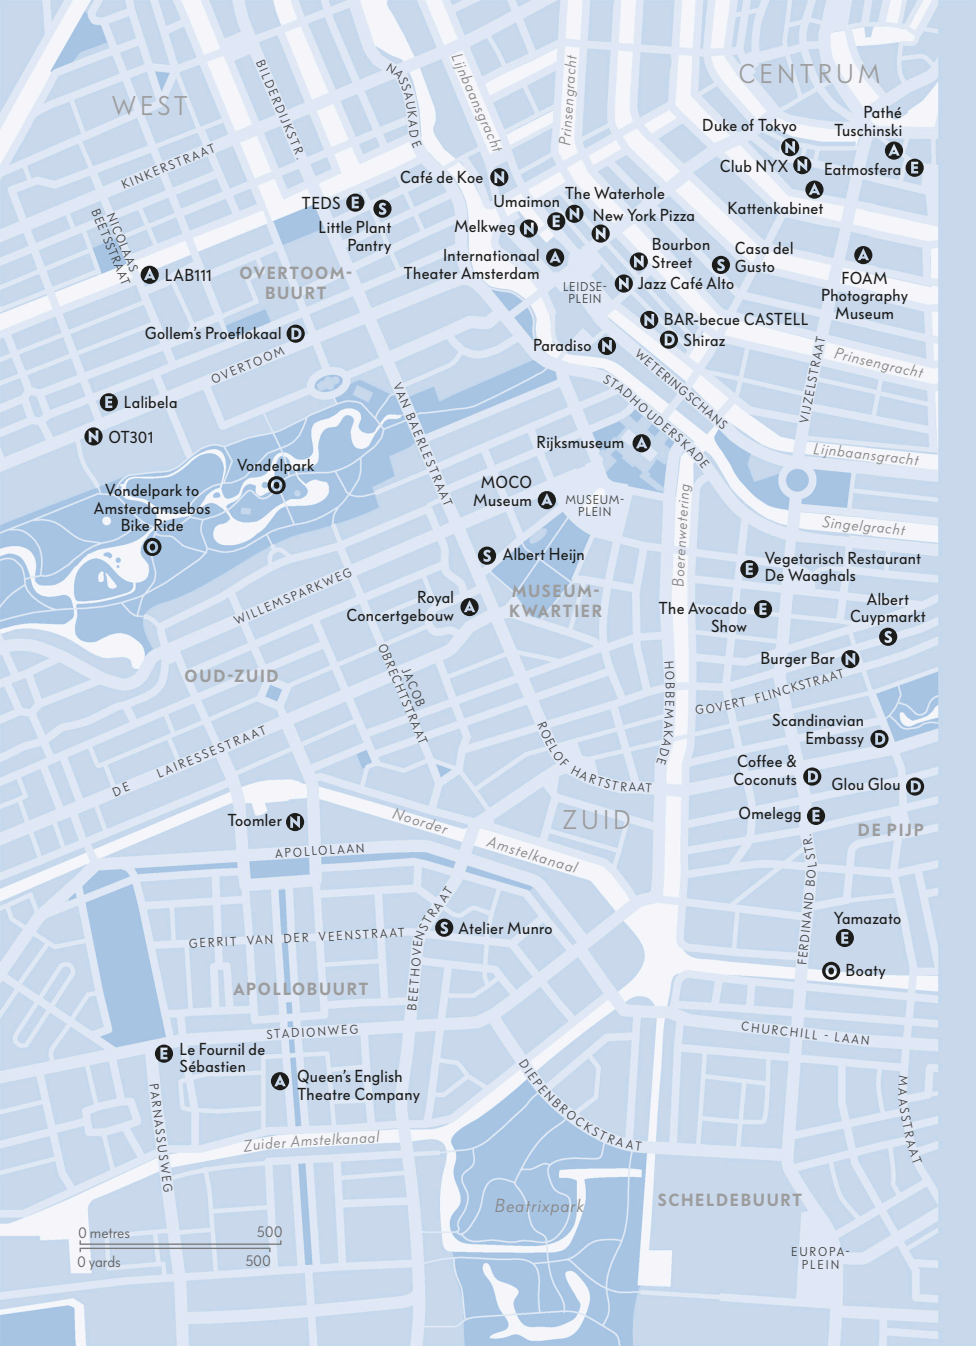 CENTRUM
WEST
BILDERDIJKSTR.
NASSAUKADE
Lijnbaansgracht
Prinsengracht
KINKERSTRAAT
Pathé
Tuschinski
A
Duke of Tokyo
N
Club NYX N
Eatmosfera E
A
Kattenkabinet
Café de Koe N
TEDS E
S
Little Plant
Pantry
The Waterhole
N
Umaimon
E
New York Pizza
N
Melkweg N
NICOLAAS
BEETSSTRAAT
A LAB111
OVERTOOM-
BUURT
Internationaal
Theater Amsterdam
A
Bourbon
Street
N
Casa del
Gusto
S
A
FOAM
Photography
Museum
LEIDSE-
PLEIN
N Jazz Café Alto
N BAR-becue CASTELL
D Shiraz
Gollem's Proeflokaal D
Paradiso N
OVERTOOM
WETERINGSCHANS
STADHOUDERSKADE
VIJZELSTRAAT
Prinsengracht
E Lalibela
N OT301
VAN BAERLESTRAAT
Rijksmuseum A
Lijnbaansgracht
Vondelpark
O
Vondelpark to
Amsterdamsebos
Bike Ride
O
MOCO
Museum
A
MUSEUM-
PLEIN
Boerenwetering
Singelgracht
S Albert Heijn
E
Vegetarisch Restaurant
De Waaghals
WILLEMSPARKWEG
MUSEUM-
KWARTIER
Royal
Concertgebouw
A
The Avocado
Show
E
Albert
Cuypmarkt
S
Burger Bar N
OUD-ZUID
JACOB
OBRECHTSTRAAT
HOBBEMAKADE
GOVERT FLINCKSTRAAT
Scandinavian
Embassy
D
ROELOF HARTSTRAAT
DE LAIRESSESTRAAT
Coffee &
Coconuts
D
Glou Glou D
Omelegg E
DE PIJP
Toomler N
Noorder Amstelkanaal
ZUID
APOLLOLAAN
FERDINAND BOLSTR.
BEETHOVENSTRAAT
S Atelier Munro
GERRIT VAN DER VEENSTRAAT
Yamazato
E
O Boaty
APOLLOBUURT
STADIONWEG
CHURCHILL - LAAN
E
Le Fournil de
Sébastien
A
Queen's English
Theatre Company
DIEPENBROCKSTRAAT
PARNASSUSWEG
MAASSTRAAT
Zuider Amstelkanaal
Beatrixpark
SCHELDEBUURT
EUROPA-
PLEIN
0 metres 500
0 yards 500